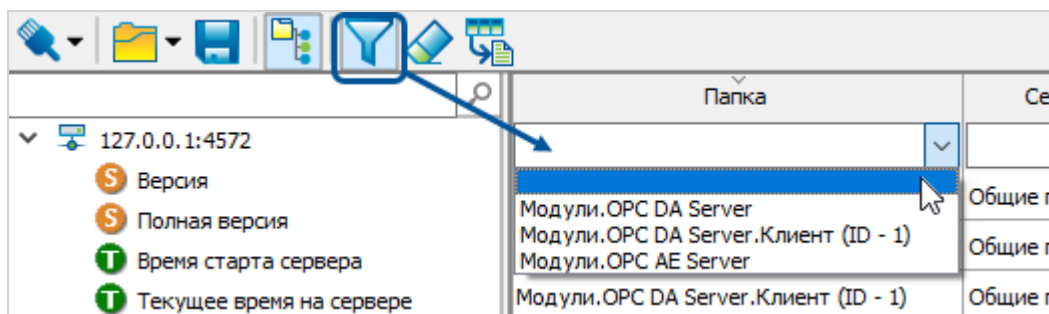 Папка
Се
127.0.0.1:4572
S Версия
S Полная версия
T Время старта сервера
T Текущее время на сервере
Модули.OPC DA Server
Модули.OPC DA Server.Клиент (ID - 1)
Модули.OPC AE Server
Модули.OPC DA Server.Клиент (ID - 1)
Общие п
Общие п
Общие п